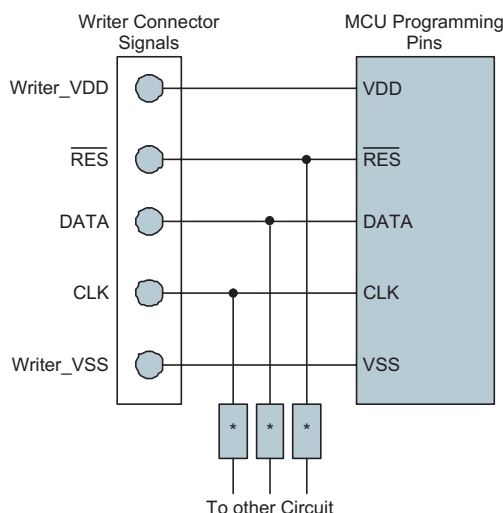 Writer Connector
Signals
MCU Programming
Pins
Writer_VDD
VDD
RES
RES
DATA
DATA
CLK
CLK
Writer_VSS
VSS
* * *
To other Circuit